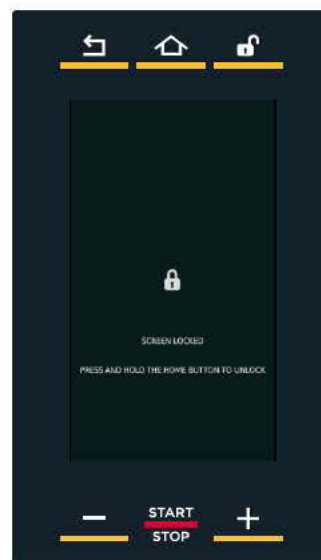 SCREEN LOCKED
PRESS AND HOLD THE HOME BUTTON TO UNLOCK
START
STOP